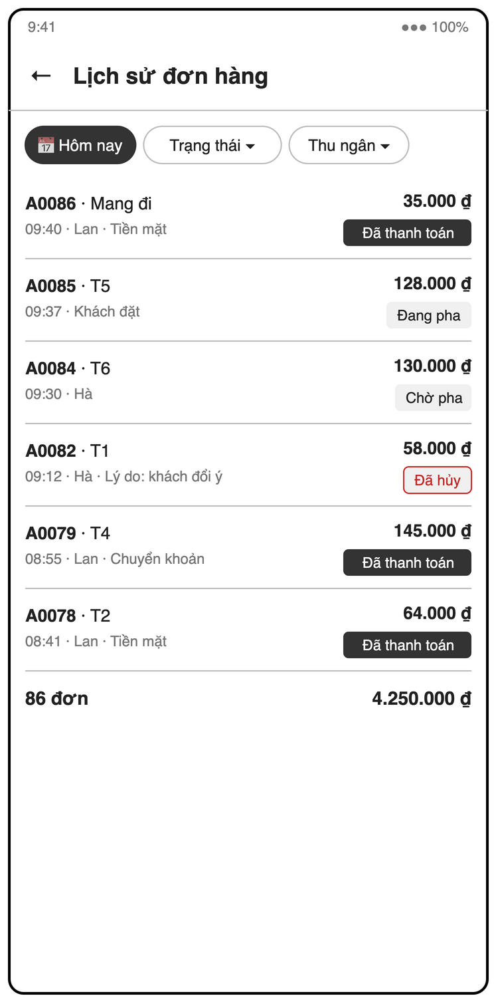 9:41 ●●● 100%
← Lịch sử đơn hàng
📅 Hôm nay Trạng thái ▾ Thu ngân ▾
A0086 · Mang đi 35.000 ₫
09:40 · Lan · Tiền mặt Đã thanh toán
A0085 · T5 128.000 ₫
09:37 · Khách đặt Đang pha
A0084 · T6 130.000 ₫
09:30 · Hà Chờ pha
A0082 · T1 58.000 ₫
09:12 · Hà · Lý do: khách đổi ý Đã hủy
A0079 · T4 145.000 ₫
08:55 · Lan · Chuyển khoản Đã thanh toán
A0078 · T2 64.000 ₫
08:41 · Lan · Tiền mặt Đã thanh toán
86 đơn 4.250.000 ₫